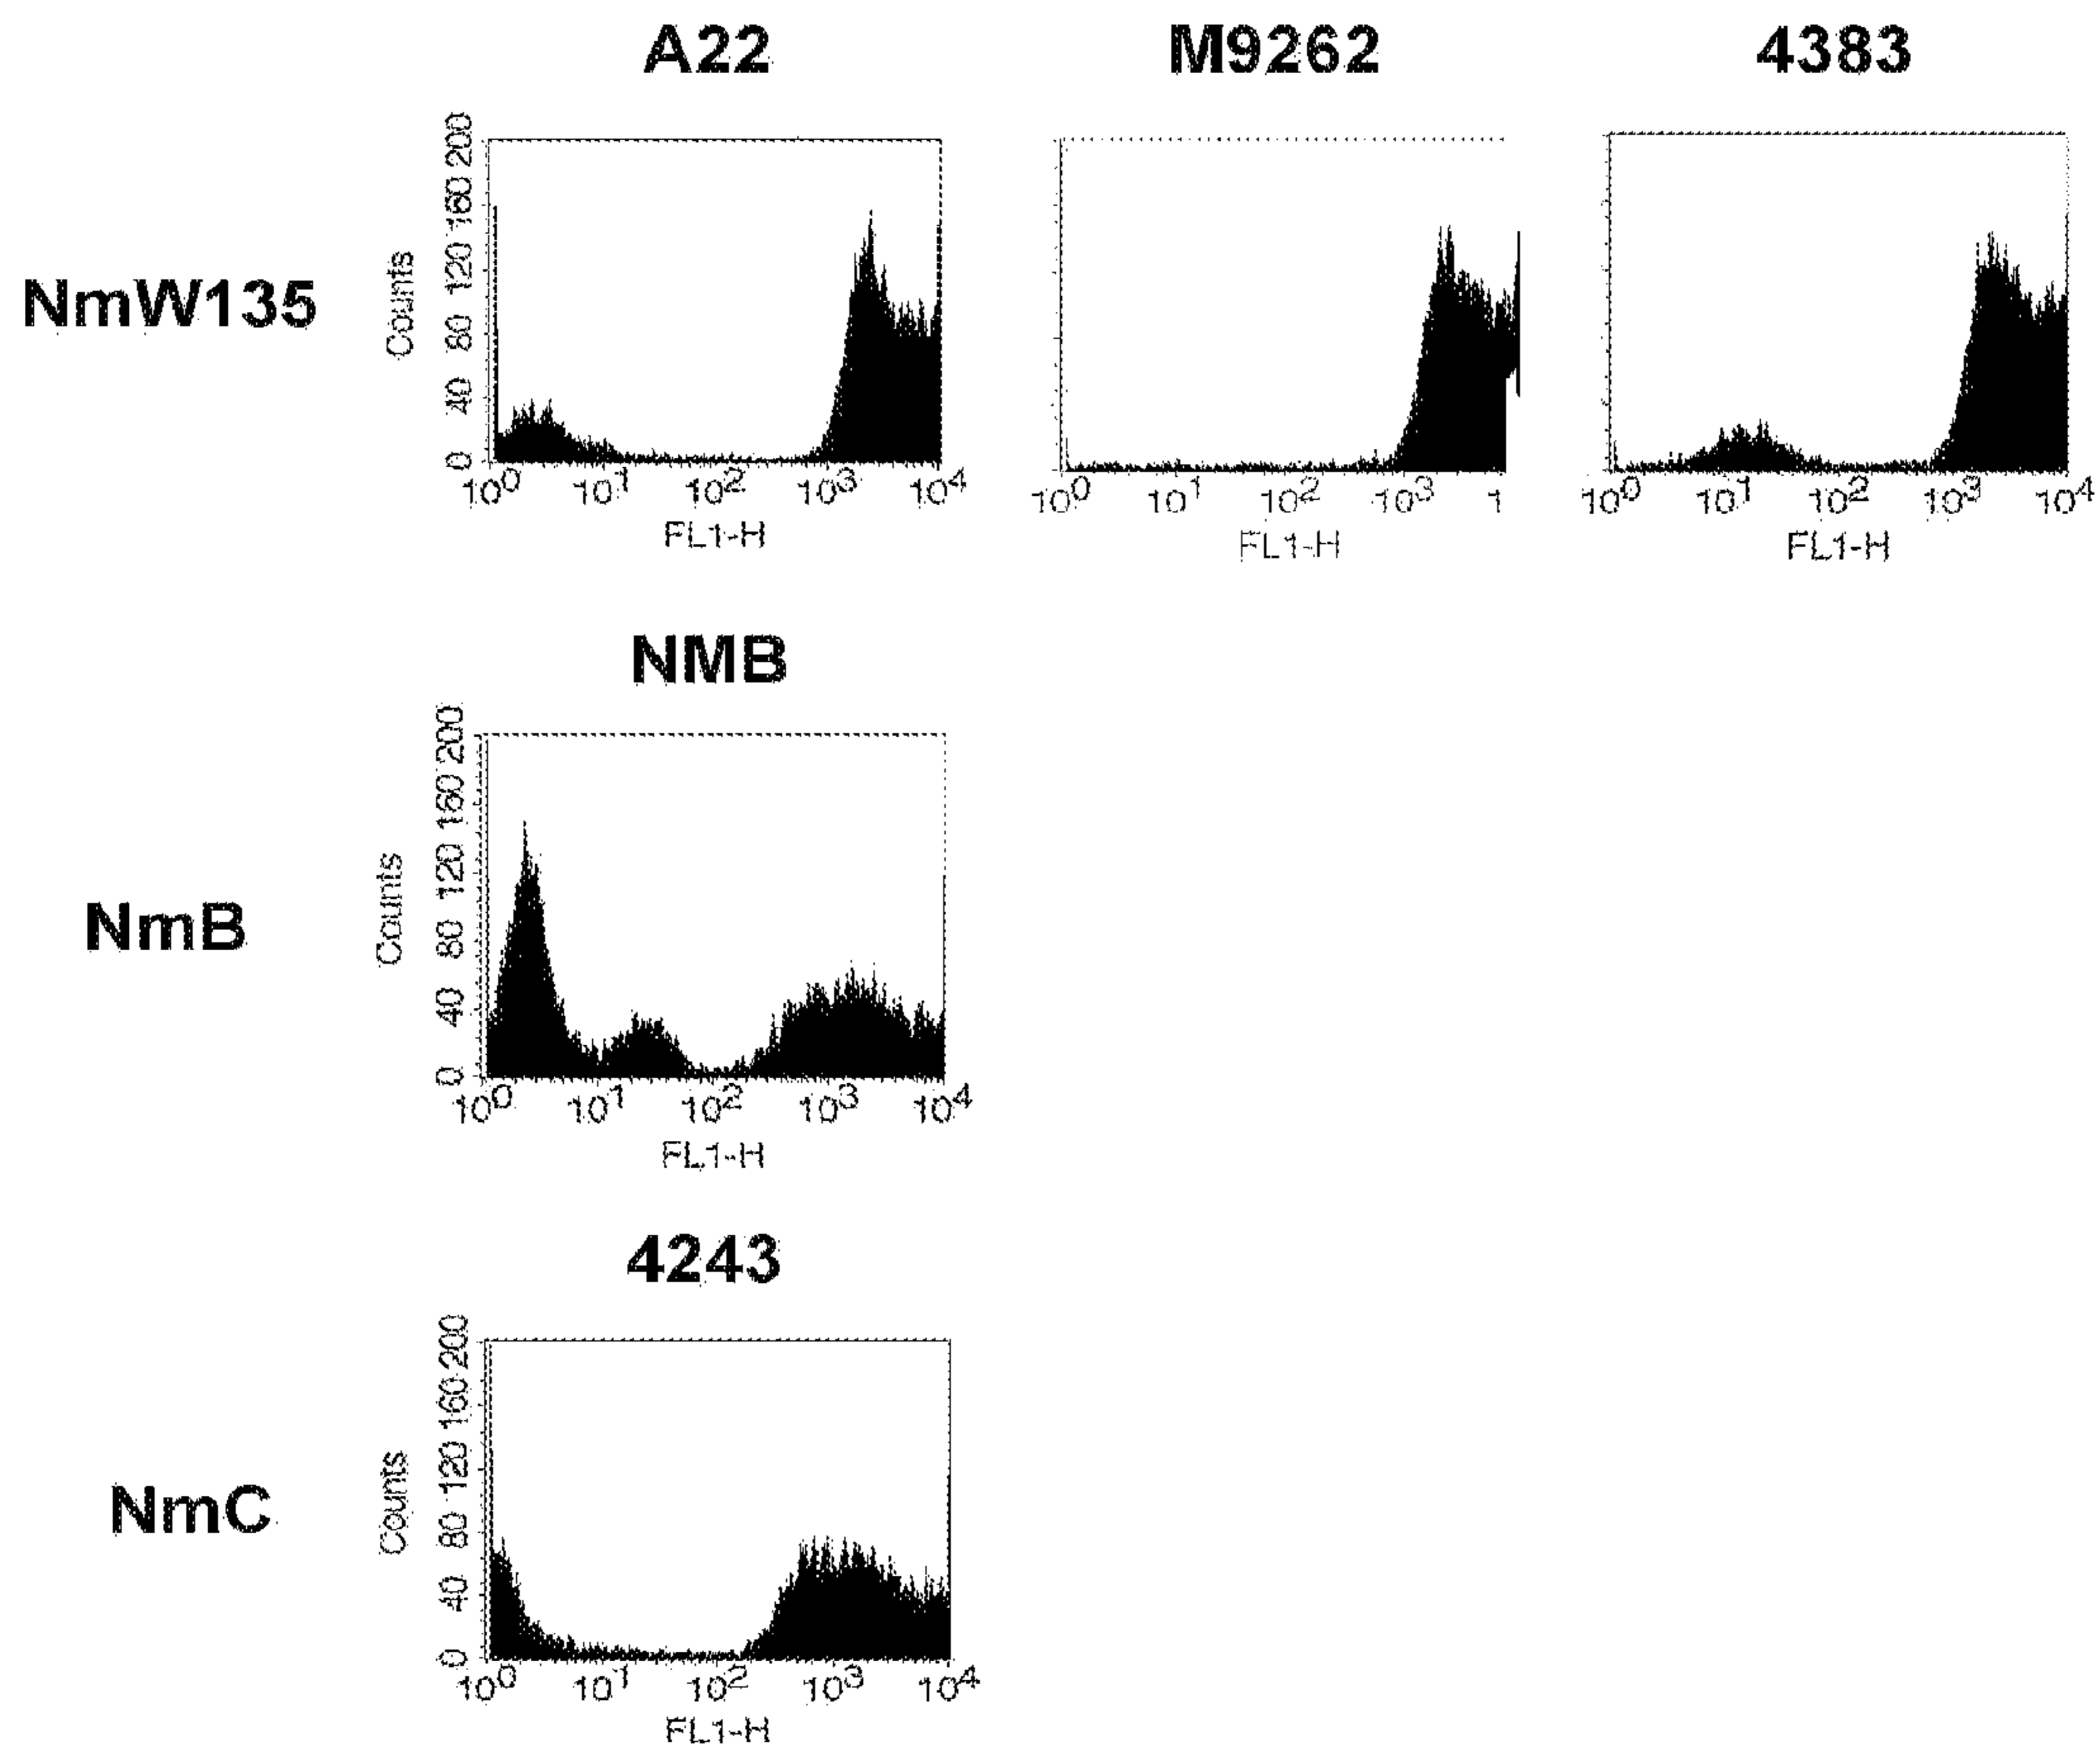 A22 M9262 4383
NmW135
Counts
0 40 80 120 160 200
10⁰ 10¹ 10² 10³ 10⁴
FL1-H
10⁰ 10¹ 10² 10³ 1
FL1-H
10⁰ 10¹ 10² 10³ 10⁴
FL1-H
NMB
NmB
Counts
0 40 80 120 160 200
10⁰ 10¹ 10² 10³ 10⁴
FL1-H
4243
NmC
Counts
0 40 80 120 160 200
10⁰ 10¹ 10² 10³ 10⁴
FL1-H